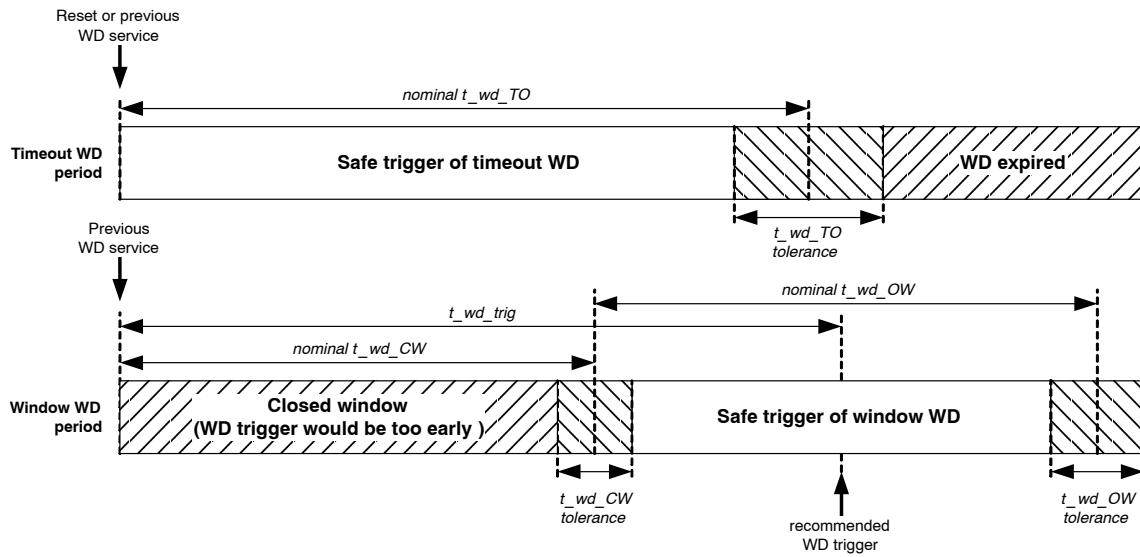 Reset or previous
WD service
nominal t_wd_TO
Timeout WD
period
Safe trigger of timeout WD
WD expired
t_wd_TO
tolerance
Previous
WD service
nominal t_wd_OW
t_wd_trig
nominal t_wd_CW
Window WD
period
Closed window
(WD trigger would be too early )
Safe trigger of window WD
t_wd_CW
tolerance
recommended
WD trigger
t_wd_OW
tolerance